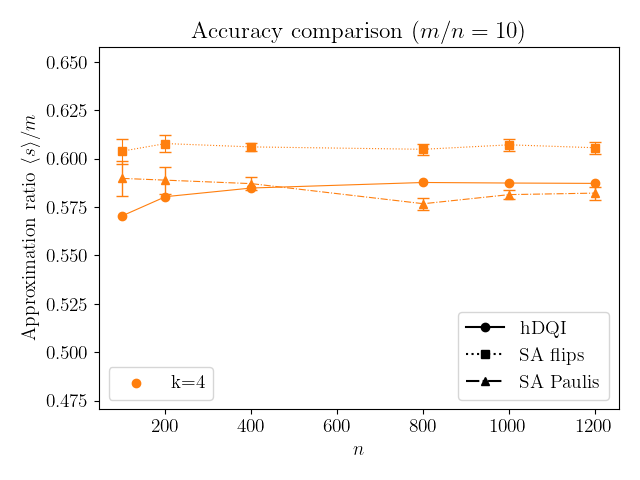 Accuracy comparison (m/n = 10)
Approximation ratio ⟨s⟩/m
0.650
0.625
0.600
0.575
0.550
0.525
0.500
0.475
hDQI
SA flips
SA Paulis
k=4
200
400
600
800
1000
1200
n